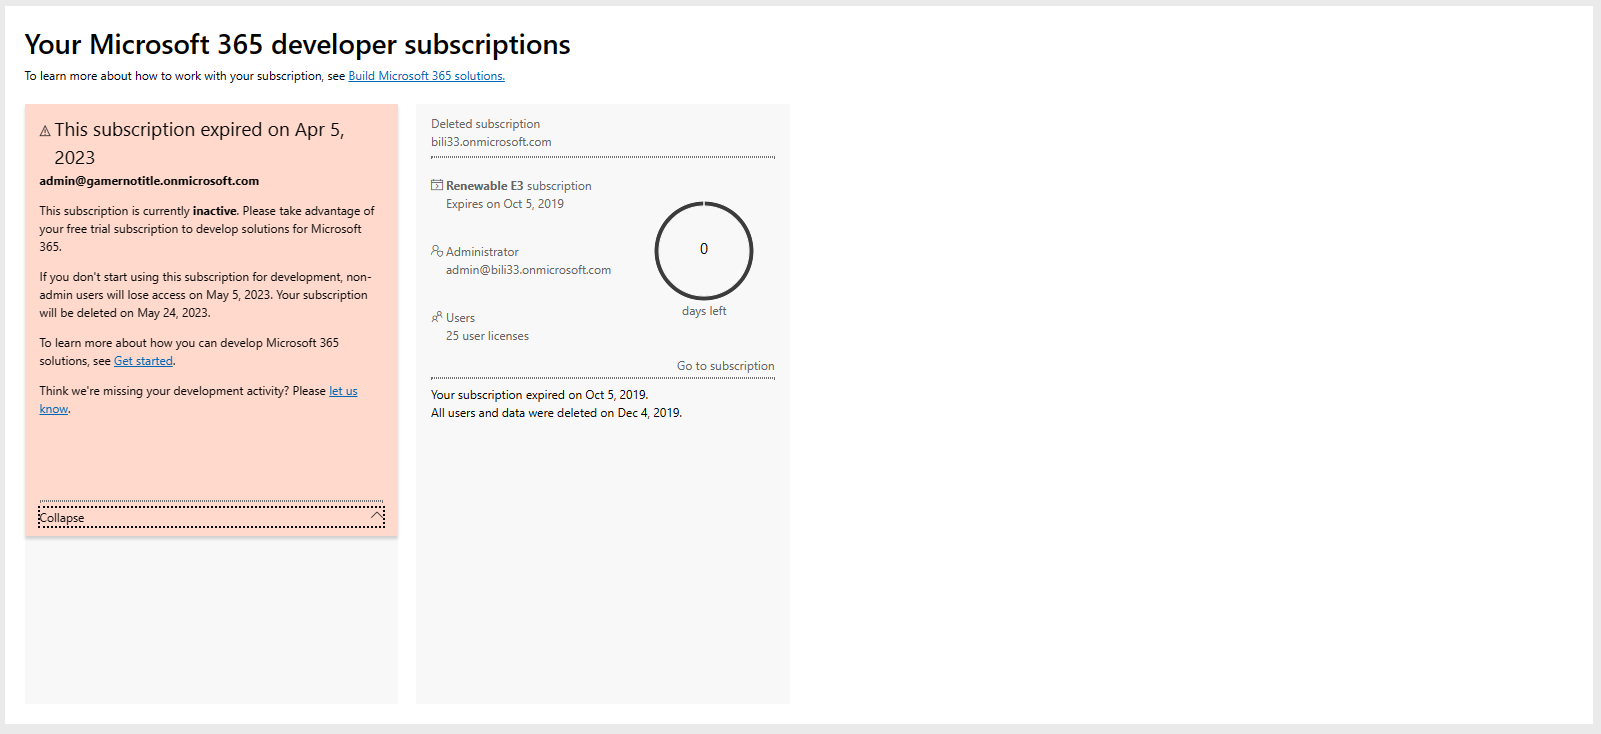 Your Microsoft 365 developer subscriptions
To learn more about how to work with your subscription, see Build Microsoft 365 solutions.
This subscription expired on Apr 5,
2023
admin@gamernotitle.onmicrosoft.com
This subscription is currently inactive. Please take advantage of
your free trial subscription to develop solutions for Microsoft
365.
If you don't start using this subscription for development, non-
admin users will lose access on May 5, 2023. Your subscription
will be deleted on May 24, 2023.
To learn more about how you can develop Microsoft 365
solutions, see Get started.
Think we're missing your development activity? Please let us
know.
Collapse
Deleted subscription
bili33.onmicrosoft.com
Renewable E3 subscription
Expires on Oct 5, 2019
Administrator
admin@bili33.onmicrosoft.com
Users
25 user licenses
0
days left
Go to subscription
Your subscription expired on Oct 5, 2019.
All users and data were deleted on Dec 4, 2019.